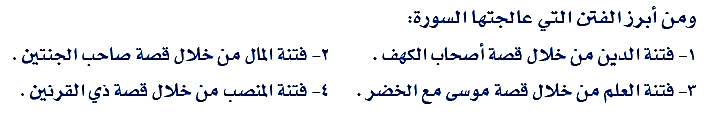 ومن أبرز الفتن التي عالجتها السورة:
١- فتنة الدين من خلال قصة أصحاب الكهف . ٢- فتنة المال من خلال قصة صاحب الجنتين .
٣- فتنة العلم من خلال قصة موسى مع الخضر . ٤- فتنة المنصب من خلال قصة ذي القرنين .